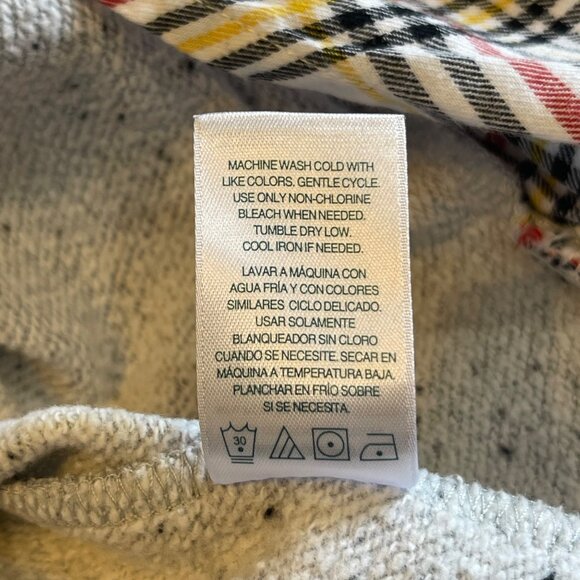 MACHINE WASH COLD WITH
LIKE COLORS. GENTLE CYCLE.
USE ONLY NON-CHLORINE
BLEACH WHEN NEEDED.
TUMBLE DRY LOW.
COOL IRON IF NEEDED.
LAVAR A MÁQUINA CON
AGUA FRÍA Y CON COLORES
SIMILARES CICLO DELICADO.
USAR SOLAMENTE
BLANQUEADOR SIN CLORO
CUANDO SE NECESITE. SECAR EN
MÁQUINA A TEMPERATURA BAJA.
PLANCHAR EN FRÍO SOBRE
SI SE NECESITA.
30